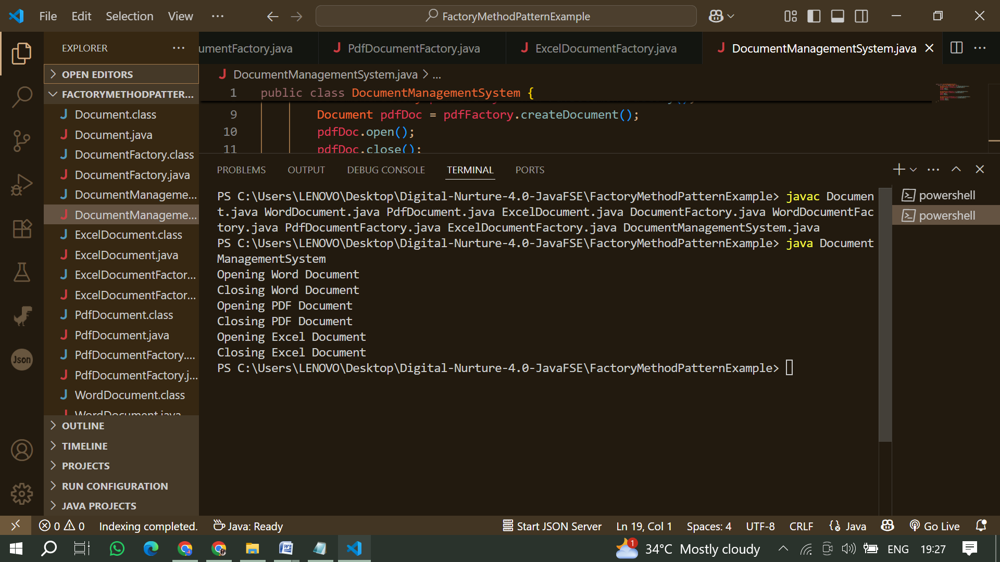 File Edit Selection View ...
FactoryMethodPatternExample
EXPLORER ...
umentFactory.java
PdfDocumentFactory.java
ExcelDocumentFactory.java
DocumentManagementSystem.java
OPEN EDITORS
DocumentManagementSystem.java > ...
FACTORYMETHODPATTER...
Document.class
Document.java
DocumentFactory.class
DocumentFactory.java
DocumentManageme...
DocumentManageme...
ExcelDocument.class
ExcelDocument.java
ExcelDocumentFactor...
ExcelDocumentFactor...
PdfDocument.class
PdfDocument.java
PdfDocumentFactory....
PdfDocumentFactory.j...
WordDocument.class
WordDocument.java
OUTLINE
TIMELINE
PROJECTS
RUN CONFIGURATION
JAVA PROJECTS
1 public class DocumentManagementSystem {
9 Document pdfDoc = pdfFactory.createDocument();
10 pdfDoc.open();
11 pdfDoc.close();
PROBLEMS OUTPUT DEBUG CONSOLE TERMINAL PORTS
PS C:\Users\LENOVO\Desktop\Digital-Nurture-4.0-JavaFSE\FactoryMethodPatternExample> javac Documen
t.java WordDocument.java PdfDocument.java ExcelDocument.java DocumentFactory.java WordDocumentFac
tory.java PdfDocumentFactory.java ExcelDocumentFactory.java DocumentManagementSystem.java
PS C:\Users\LENOVO\Desktop\Digital-Nurture-4.0-JavaFSE\FactoryMethodPatternExample> java Document
ManagementSystem
Opening Word Document
Closing Word Document
Opening PDF Document
Closing PDF Document
Opening Excel Document
Closing Excel Document
PS C:\Users\LENOVO\Desktop\Digital-Nurture-4.0-JavaFSE\FactoryMethodPatternExample>
powershell
powershell
Json
0 0 Indexing completed. Java: Ready
Start JSON Server Ln 19, Col 1 Spaces: 4 UTF-8 CRLF Java Go Live
1 34°C Mostly cloudy ENG 19:27